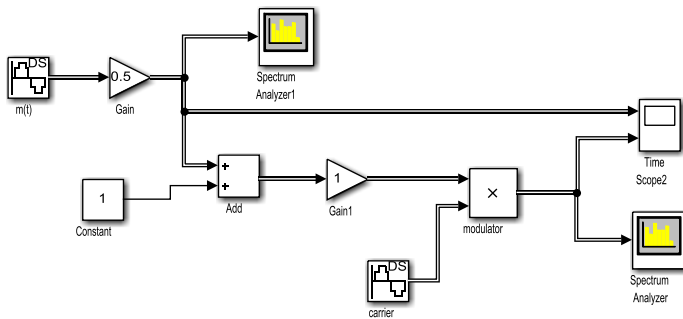 DS
m(t)
0.5
Gain
Spectrum
Analyzer1
Time
Scope2
1
Constant
+
+
Add
1
Gain1
×
modulator
DS
carrier
Spectrum
Analyzer